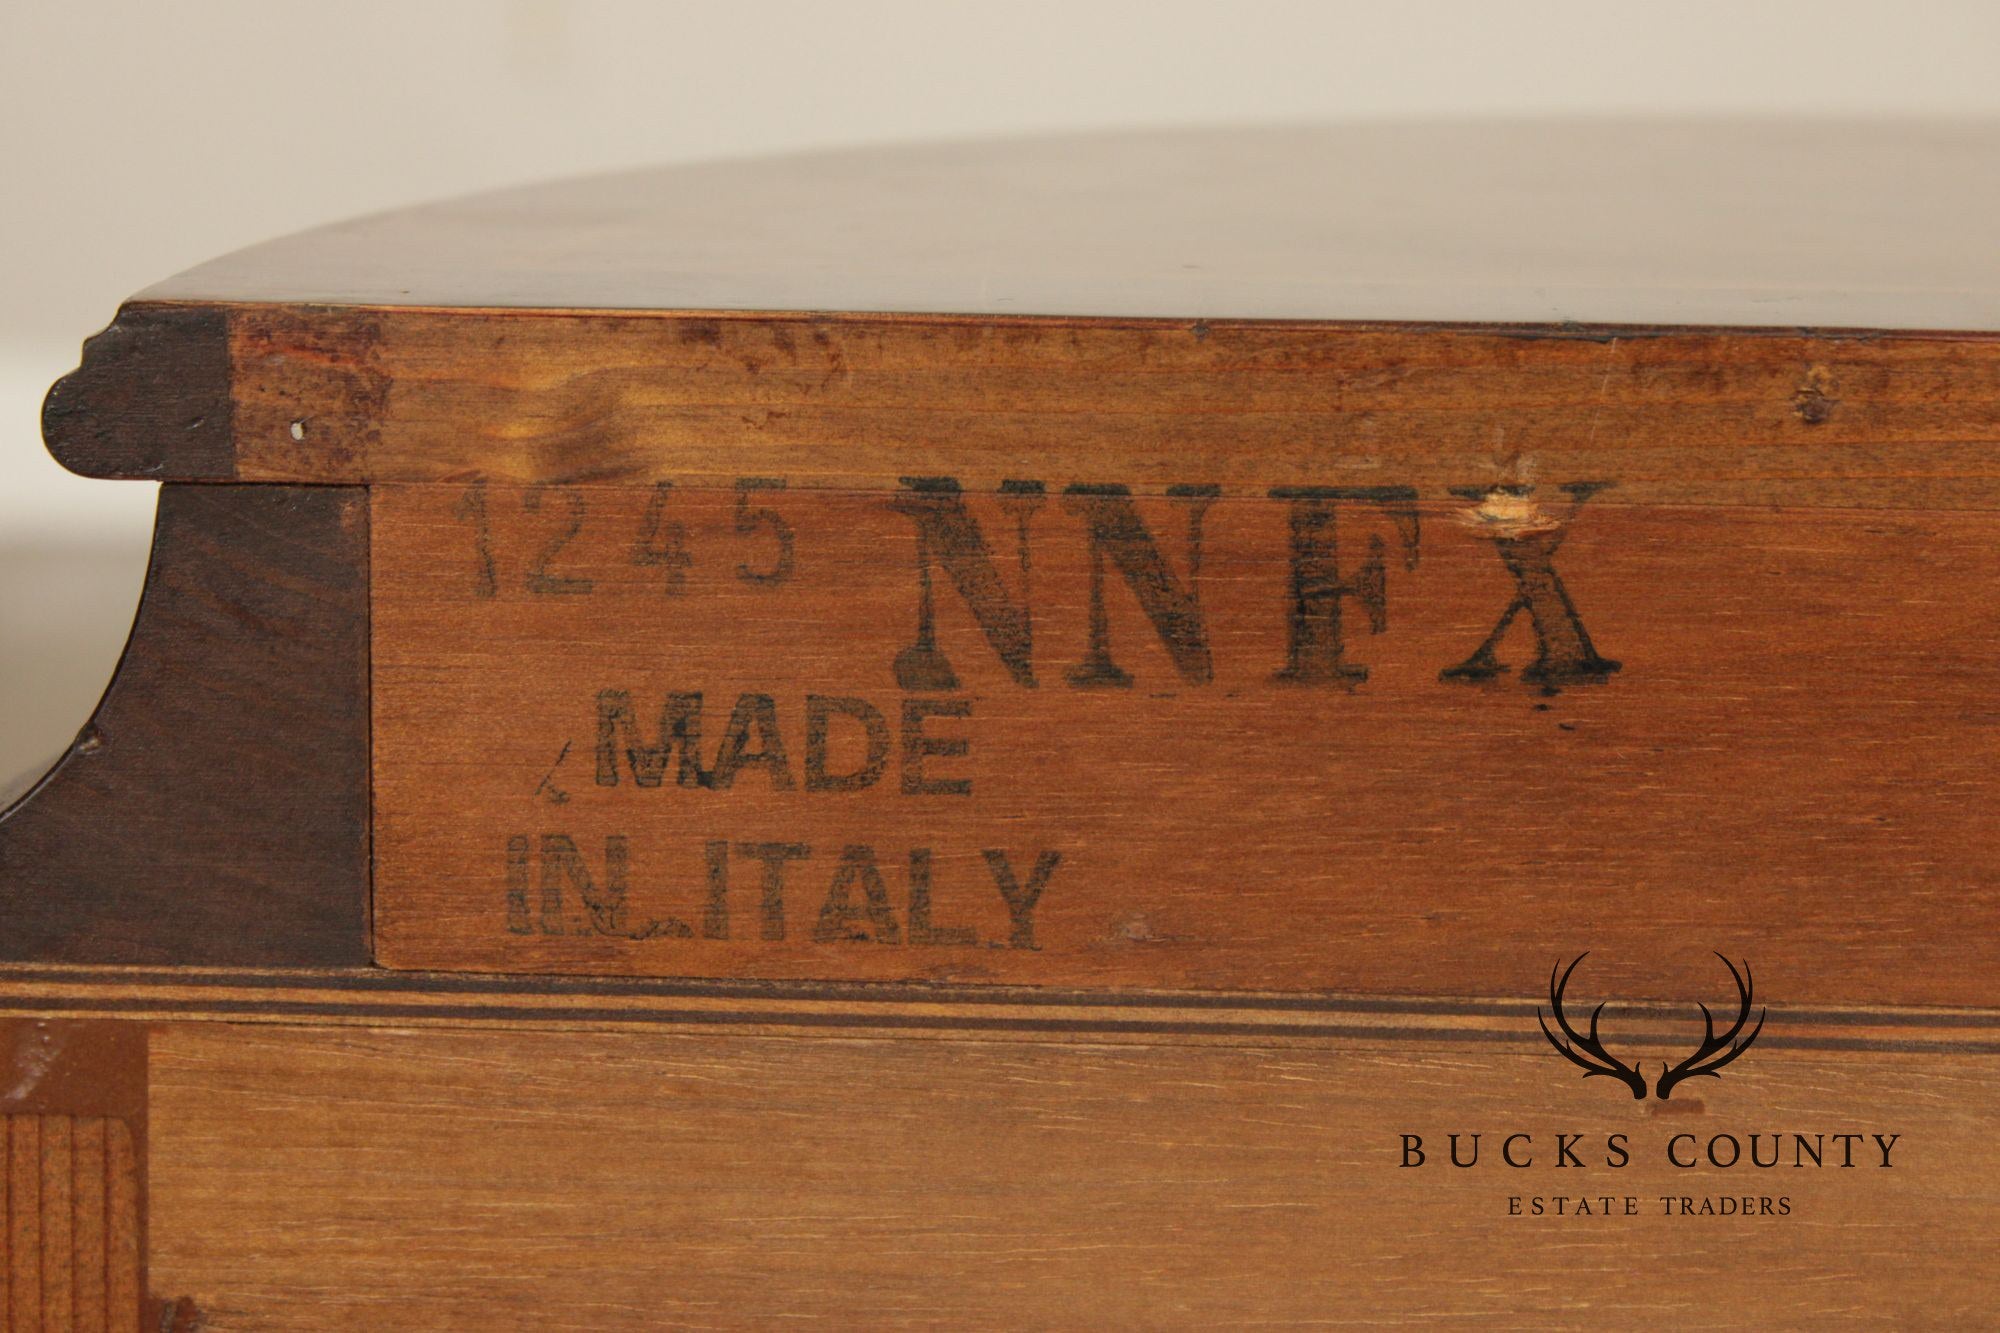 1245 NNFX
MADE
IN ITALY
BUCKS COUNTY
ESTATE TRADERS